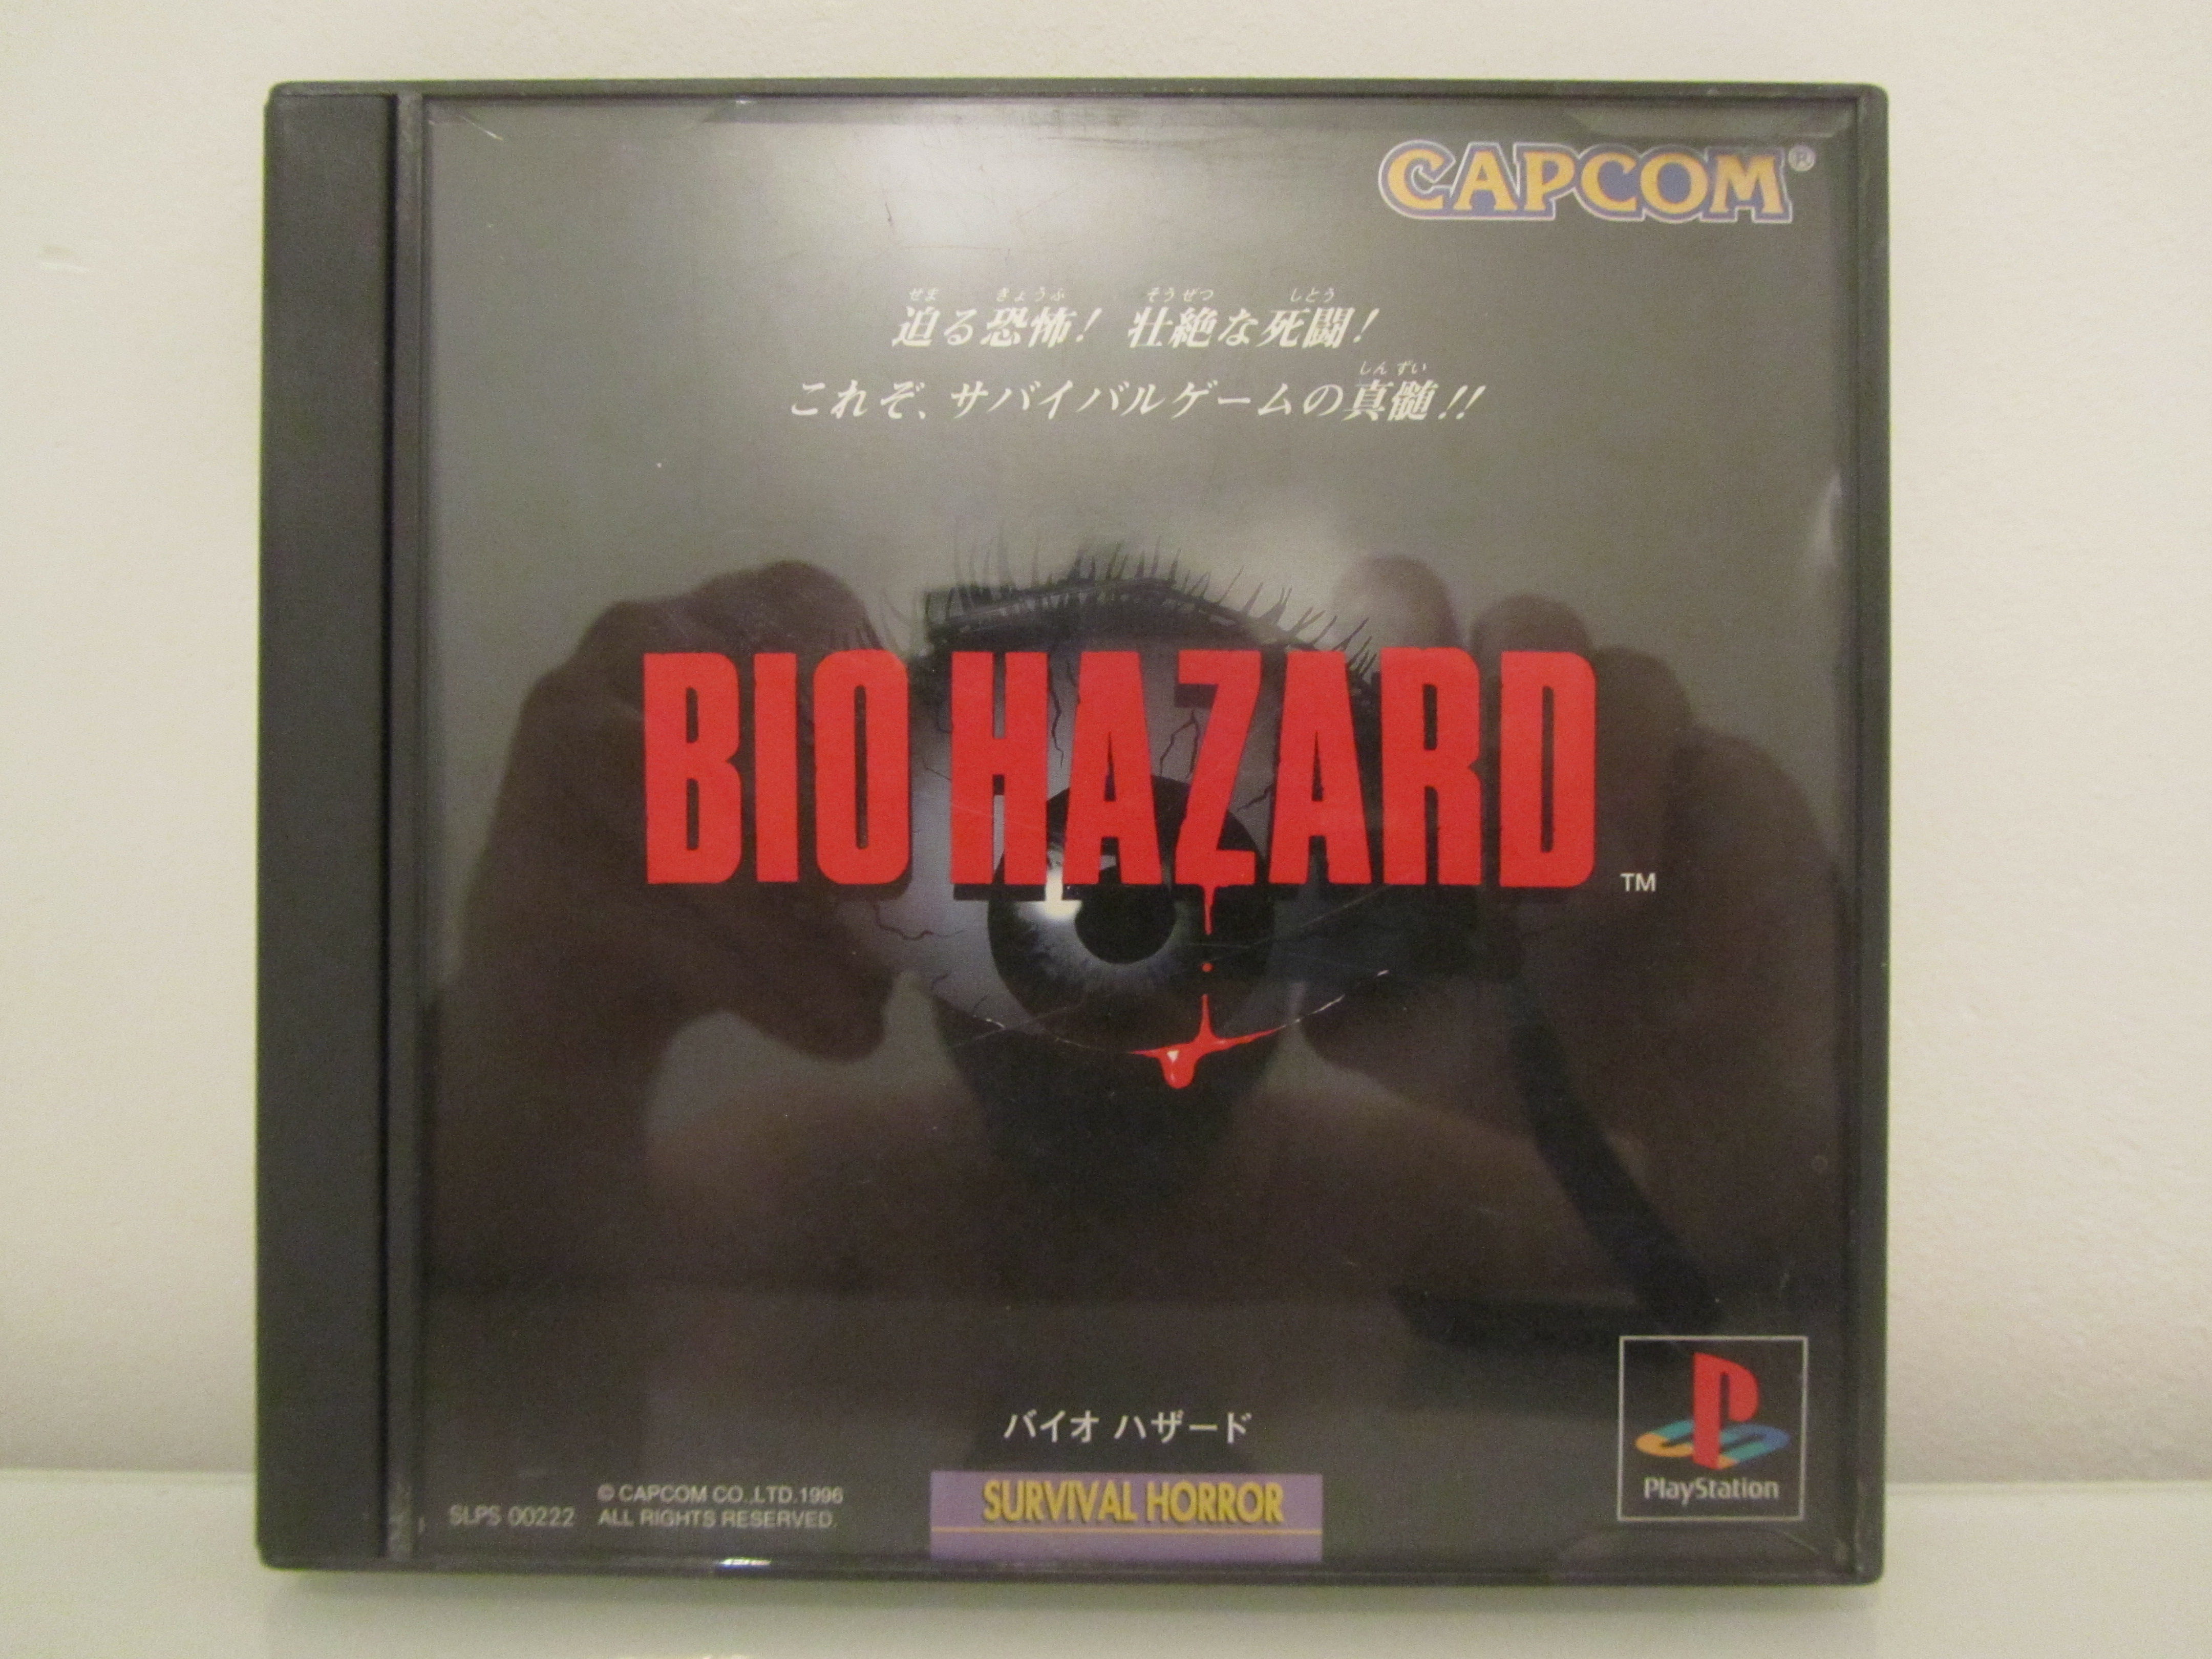 CAPCOM®
迫る恐怖! 壮絶な死闘!
これぞ、サバイバルゲームの真髄!!
BIO HAZARD ™
バイオ ハザード
SLPS 00222
© CAPCOM CO.,LTD.1996
ALL RIGHTS RESERVED.
SURVIVAL HORROR
PlayStation